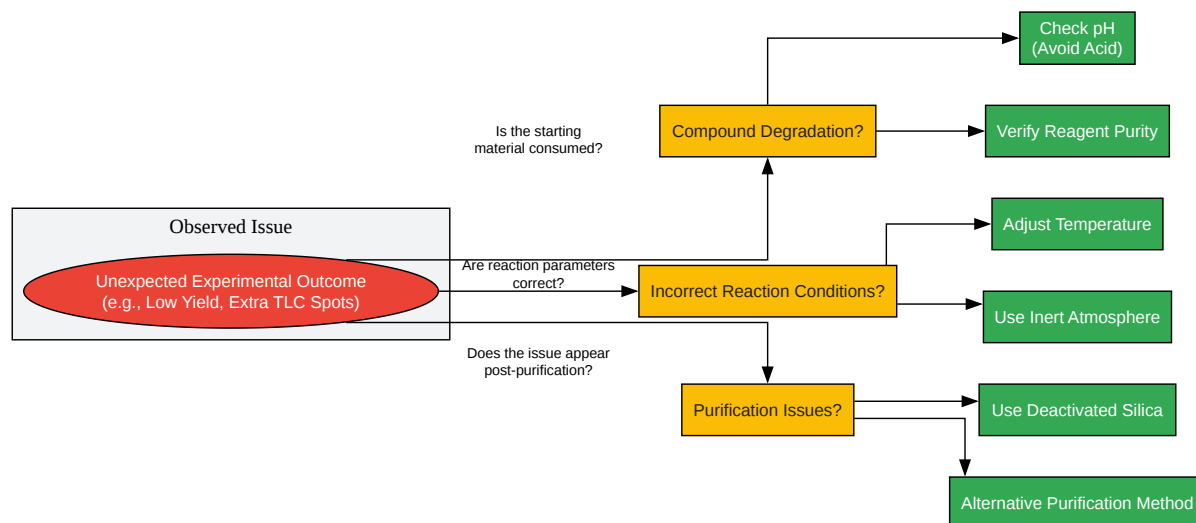 Check pH
(Avoid Acid)
Is the starting
material consumed?
Compound Degradation?
Verify Reagent Purity
Observed Issue
Adjust Temperature
Unexpected Experimental Outcome
(e.g., Low Yield, Extra TLC Spots)
Are reaction parameters
correct?
Incorrect Reaction Conditions?
Use Inert Atmosphere
Does the issue appear
post-purification?
Purification Issues?
Use Deactivated Silica
Alternative Purification Method